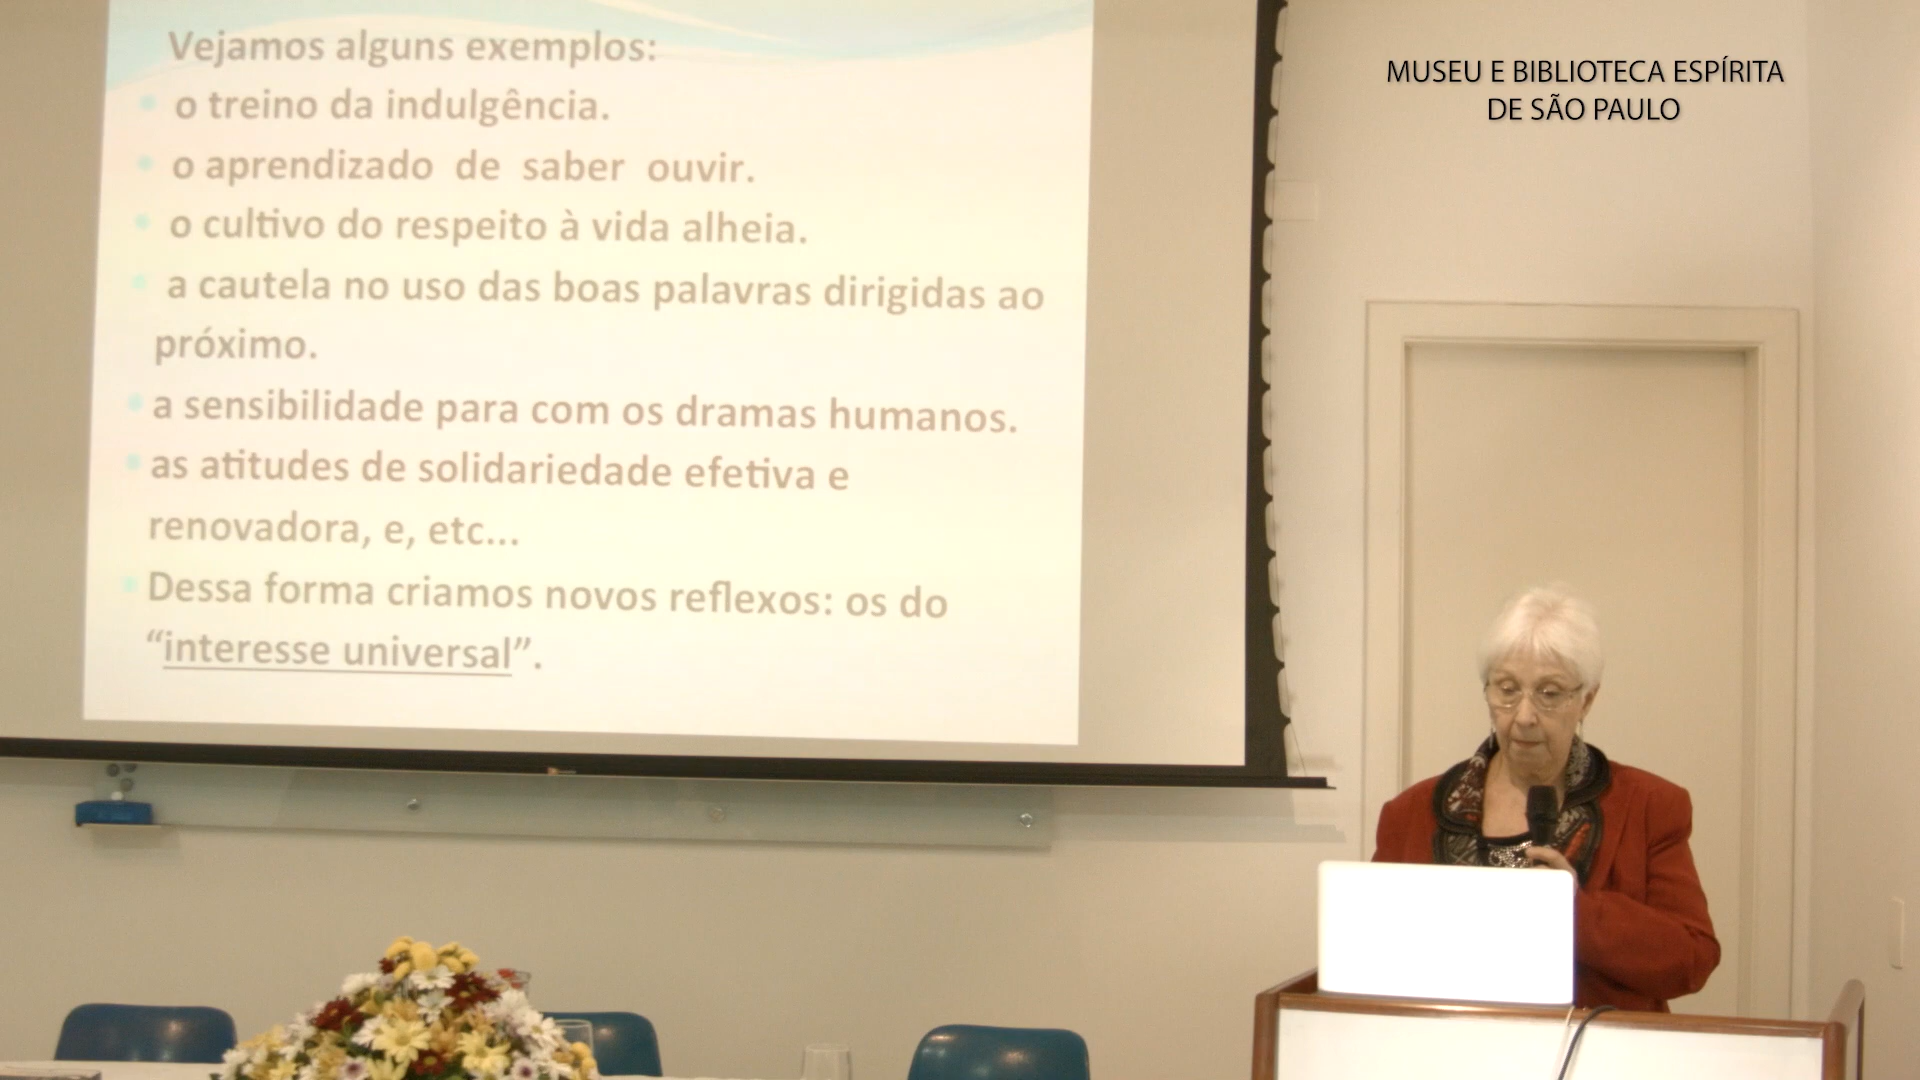 Vejamos alguns exemplos:
o treino da indulgência.
o aprendizado de saber ouvir.
o cultivo do respeito à vida alheia.
a cautela no uso das boas palavras dirigidas ao
próximo.
a sensibilidade para com os dramas humanos.
as atitudes de solidariedade efetiva e
renovadora, e, etc...
Dessa forma criamos novos reflexos: os do
“interesse universal”.
MUSEU E BIBLIOTECA ESPÍRITA
DE SÃO PAULO